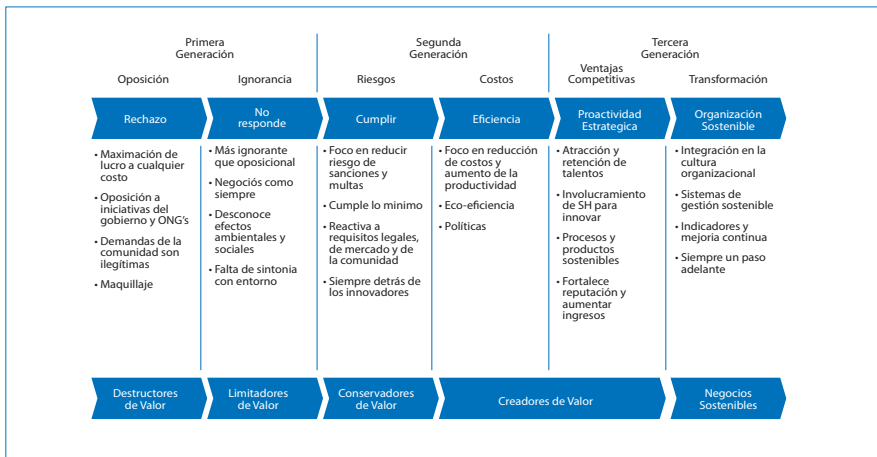 Primera
Generación
Segunda
Generación
Tercera
Generación
Oposición
Ignorancia
Riesgos
Costos
Ventajas
Competitivas
Transformación
Rechazo
No
responde
Cumplir
Eficiencia
Proactividad
Estrategica
Organización
Sostenible
• Maximación de
lucro a cualquier
costo
• Oposición a
iniciativas del
gobierno y ONG's
• Demandas de la
comunidad son
ilegítimas
• Maquillaje
• Más ignorante
que oposicional
• Negociós como
siempre
• Desconoce
efectos
ambientales y
sociales
• Falta de sintonia
con entorno
• Foco en reducir
riesgo de
sanciones y
multas
• Cumple lo minimo
• Reactiva a
requisitos legales,
de mercado y de
la comunidad
• Siempre detrás de
los innovadores
• Foco en reducción
de costos y
aumento de la
productividad
• Eco-eficiencia
• Políticas
• Atracción y
retención de
talentos
• Involucramiento
de SH para
innovar
• Procesos y
productos
sostenibles
• Fortalece
reputación y
aumentar
ingresos
• Integración en la
cultura
organizacional
• Sistemas de
gestión sostenible
• Indicadores y
mejoria continua
• Siempre un paso
adelante
Destructores
de Valor
Limitadores
de Valor
Conservadores
de Valor
Creadores de Valor
Negocios
Sostenibles